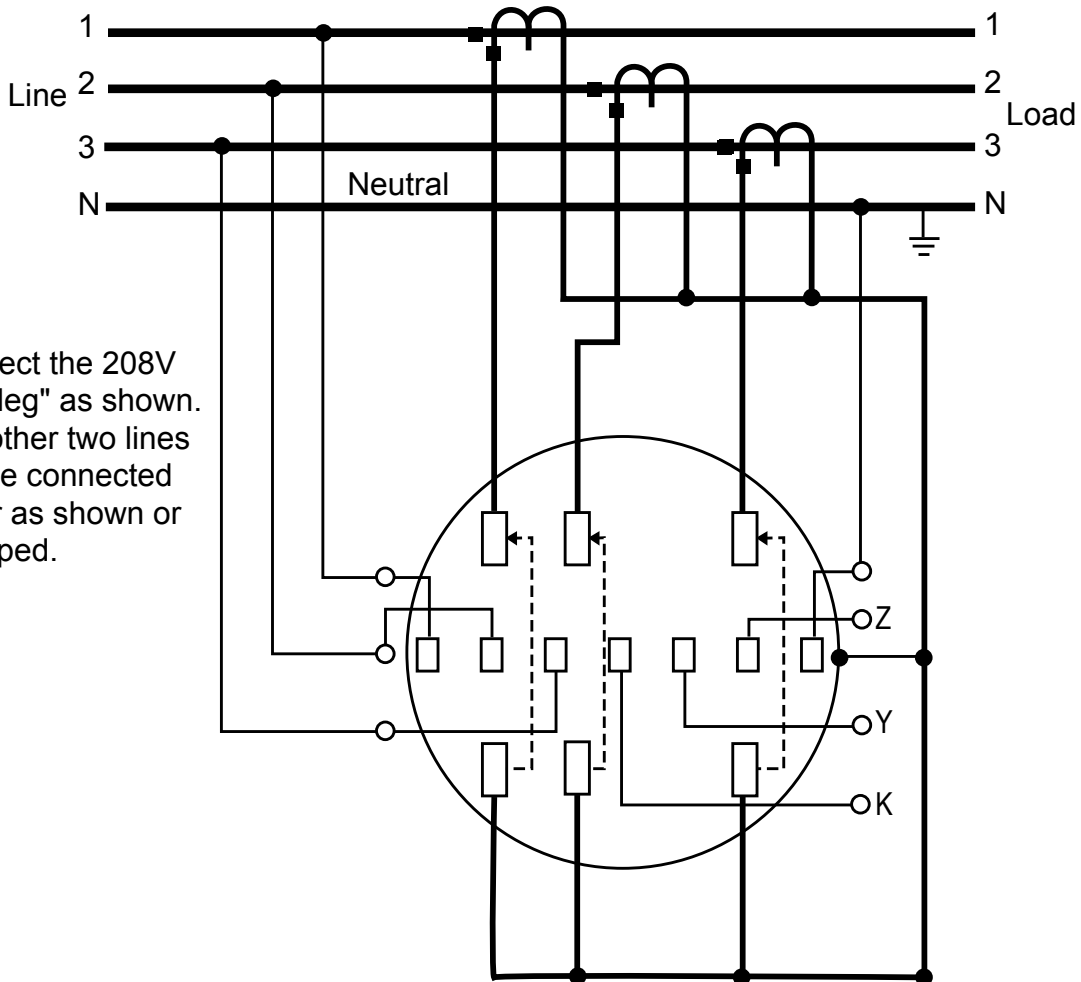 1
1
2
2
Line
Load
3
3
Neutral
N
N
ect the 208V
leg" as shown.
other two lines
e connected
r as shown or
ped.
Z
Y
K